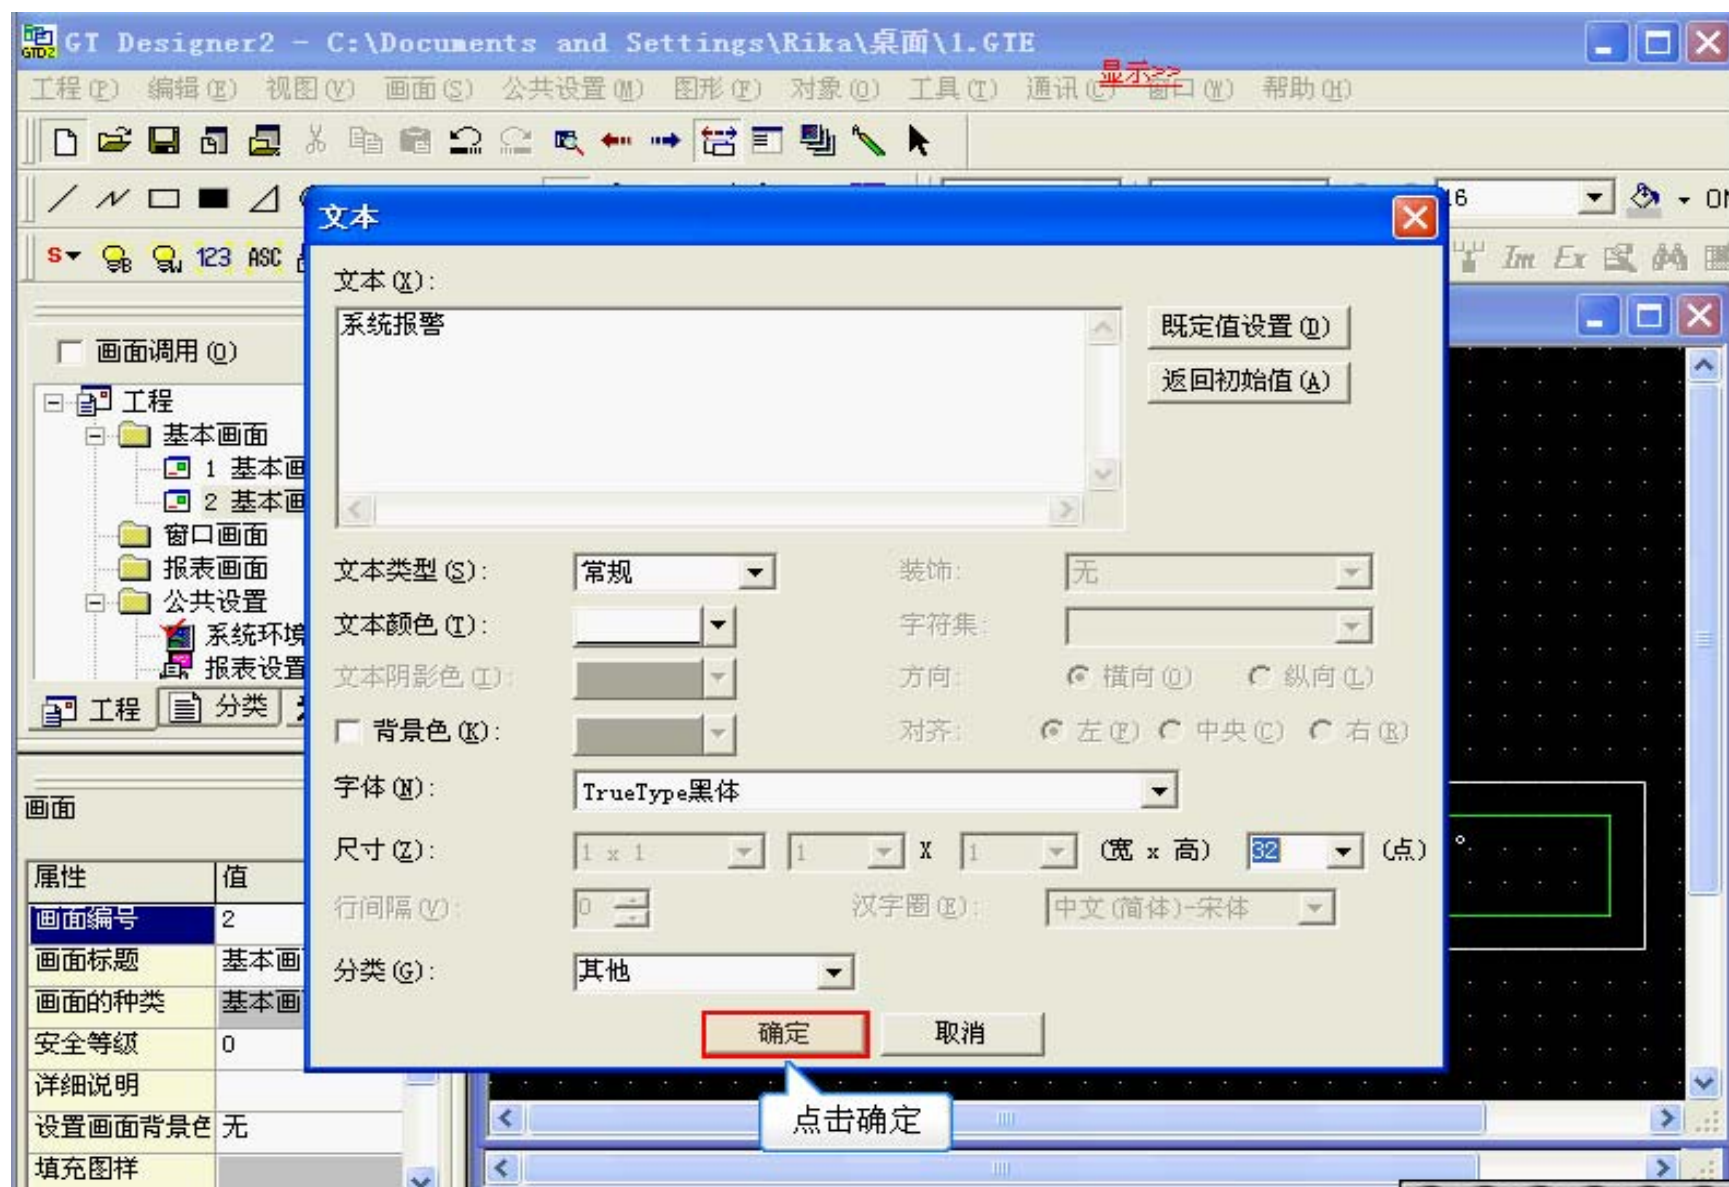 GT Designer2 - C:\Documents and Settings\Rika\桌面\1.GTE
显示>>
工程(P) 编辑(E) 视图(V) 画面(S) 公共设置(M) 图形(F) 对象(O) 工具(T) 通讯(C) 窗口(W) 帮助(H)
16
S 123 ASC
Im Ex
文本
文本(X):
系统报警
既定值设置(D)
返回初始值(A)
画面调用(O)
工程
基本画面
1 基本画
2 基本画
窗口画面
报表画面
公共设置
系统环境
报表设置
工程 分类
文本类型(S): 常规 装饰: 无
文本颜色(T): 字符集:
文本阴影色(I): 方向: 横向(O) 纵向(L)
背景色(K): 对齐: 左(F) 中央(C) 右(R)
字体(N): TrueType黑体
尺寸(Z): 1 x 1 1 X 1 (宽 x 高) 32 (点)
行间隔(V): 0 汉字圈(E): 中文(简体)-宋体
分类(G): 其他
确定 取消
点击确定
画面
属性 值
画面编号 2
画面标题 基本画
画面的种类 基本画
安全等级 0
详细说明
设置画面背景色 无
填充图样